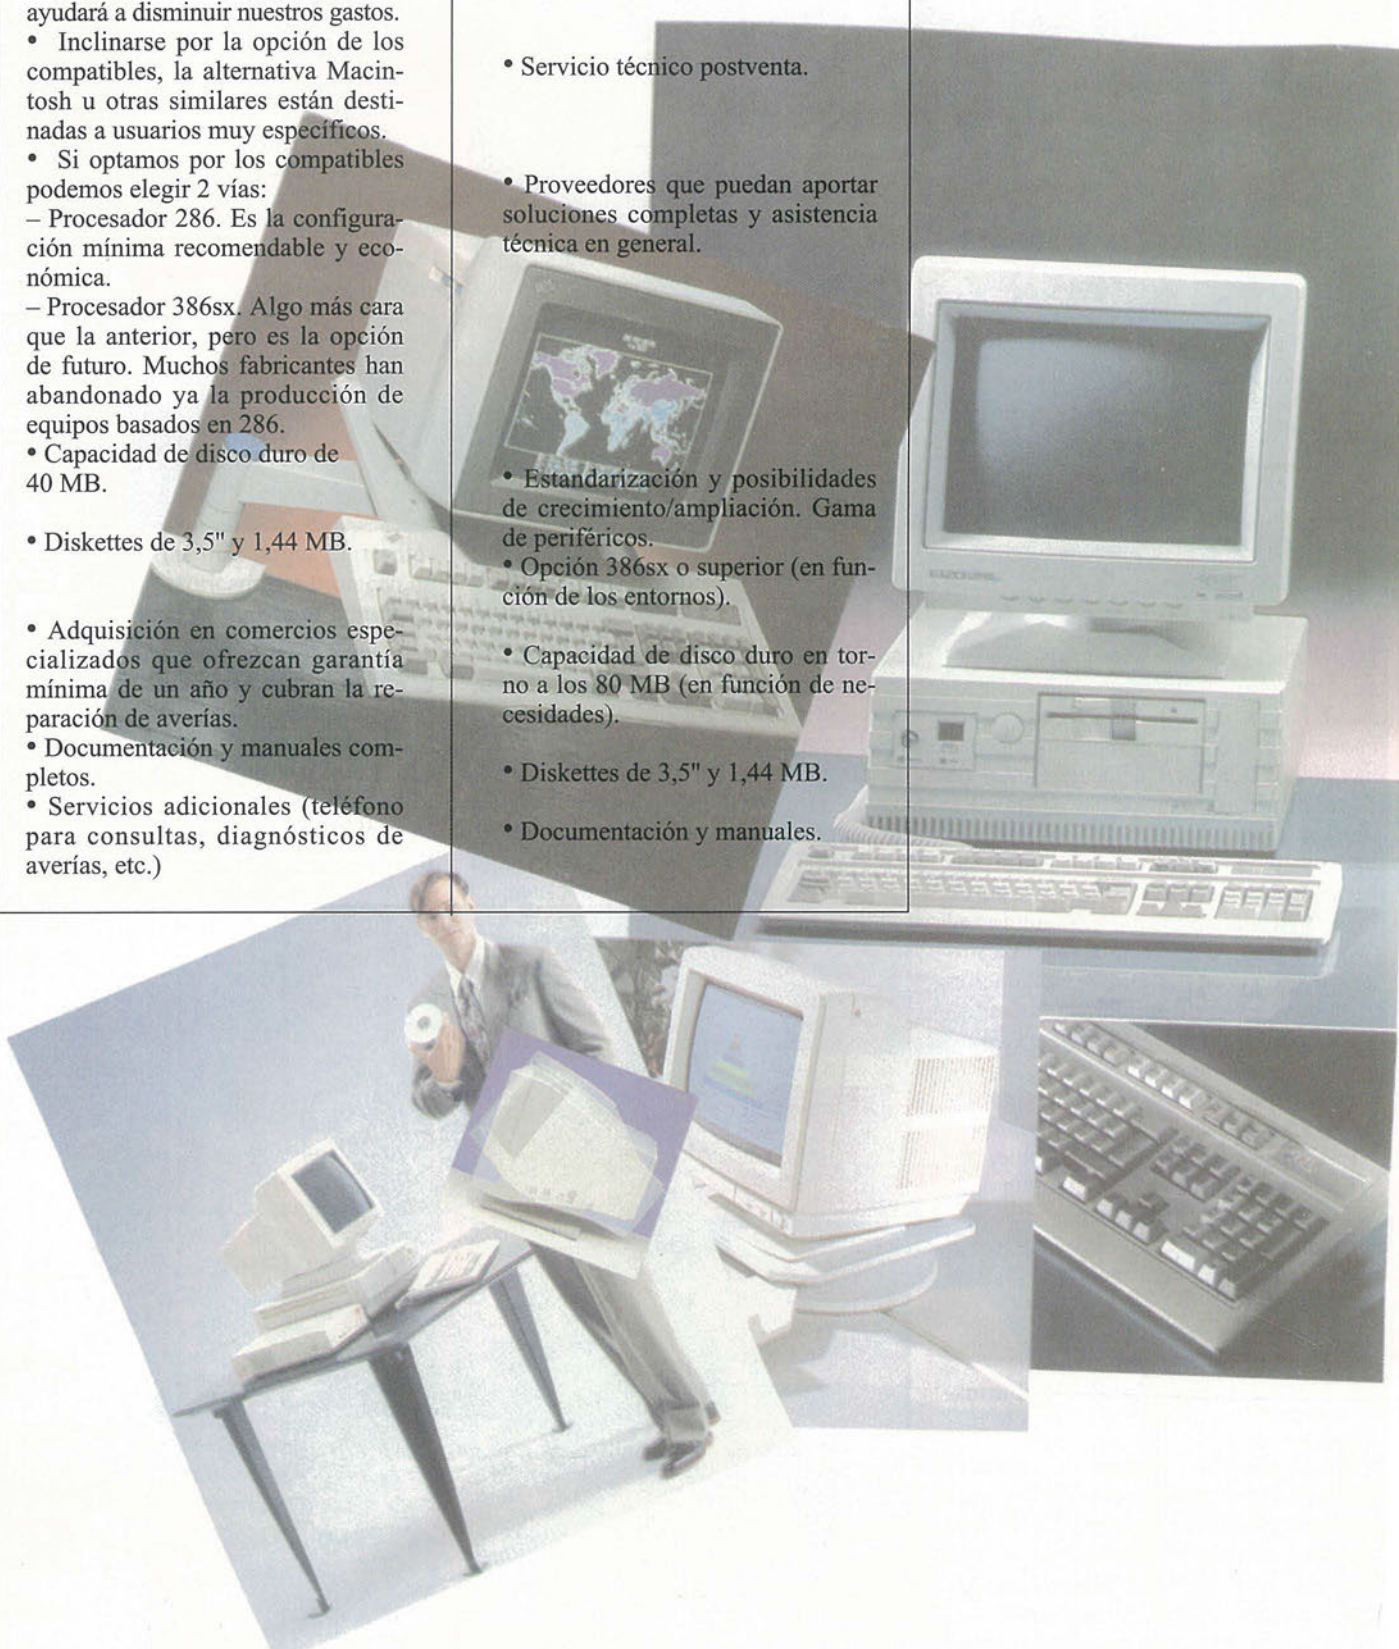 ayudará a disminuir nuestros gastos.
• Inclinarse por la opción de los
compatibles, la alternativa Macin-
tosh u otras similares están desti-
nadas a usuarios muy específicos.
• Si optamos por los compatibles
podemos elegir 2 vías:
– Procesador 286. Es la configura-
ción mínima recomendable y eco-
nómica.
– Procesador 386sx. Algo más cara
que la anterior, pero es la opción
de futuro. Muchos fabricantes han
abandonado ya la producción de
equipos basados en 286.
• Capacidad de disco duro de
40 MB.
• Diskettes de 3,5" y 1,44 MB.
• Adquisición en comercios espe-
cializados que ofrezcan garantía
mínima de un año y cubran la re-
paración de averías.
• Documentación y manuales com-
pletos.
• Servicios adicionales (teléfono
para consultas, diagnósticos de
averías, etc.)
• Servicio técnico postventa.
• Proveedores que puedan aportar
soluciones completas y asistencia
técnica en general.
• Estandarización y posibilidades
de crecimiento/ampliación. Gama
de periféricos.
• Opción 386sx o superior (en fun-
ción de los entornos).
• Capacidad de disco duro en tor-
no a los 80 MB (en función de ne-
cesidades).
• Diskettes de 3,5" y 1,44 MB.
• Documentación y manuales.